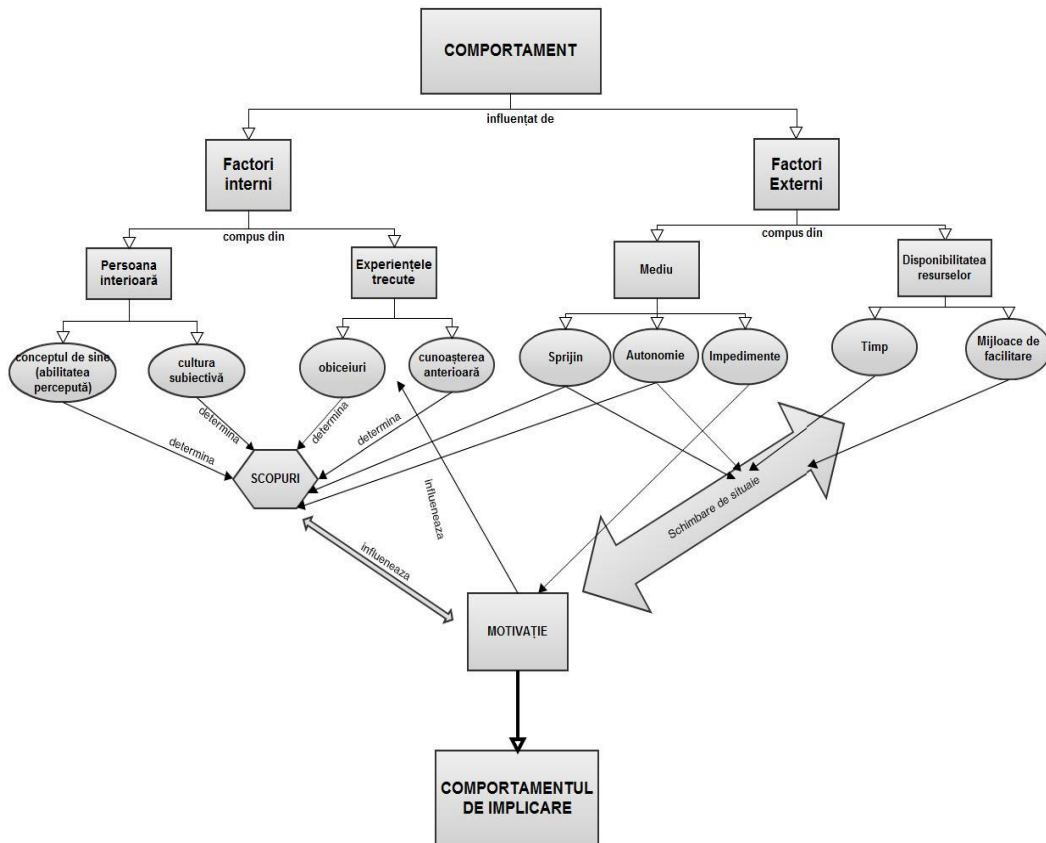 COMPORTAMENT
influențat de
Factori
interni
Factori
Externi
compus din
compus din
Persoana
interioară
Experiențele
trecute
Mediu
Disponibilitatea
resurselor
conceptul de sine
(abilitatea
percepută)
cultura
subiectivă
obiceiuri
cunoașterea
anterioară
Sprijin
Autonomie
Impedimente
Timp
Mijloace de
facilitare
determina
determina
determina
determina
SCOPURI
influeneaza
Schimbare de situaie
influeneaza
MOTIVAȚIE
COMPORTAMENTUL
DE IMPLICARE